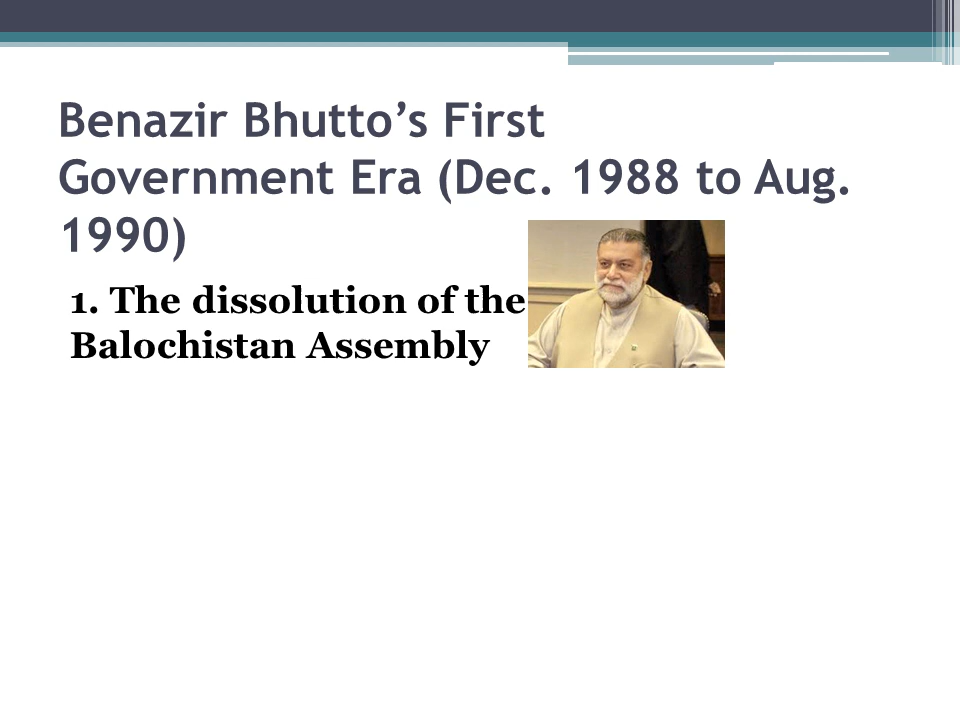 Benazir Bhutto’s First
Government Era (Dec. 1988 to Aug.
1990)
1. The dissolution of the
Balochistan Assembly